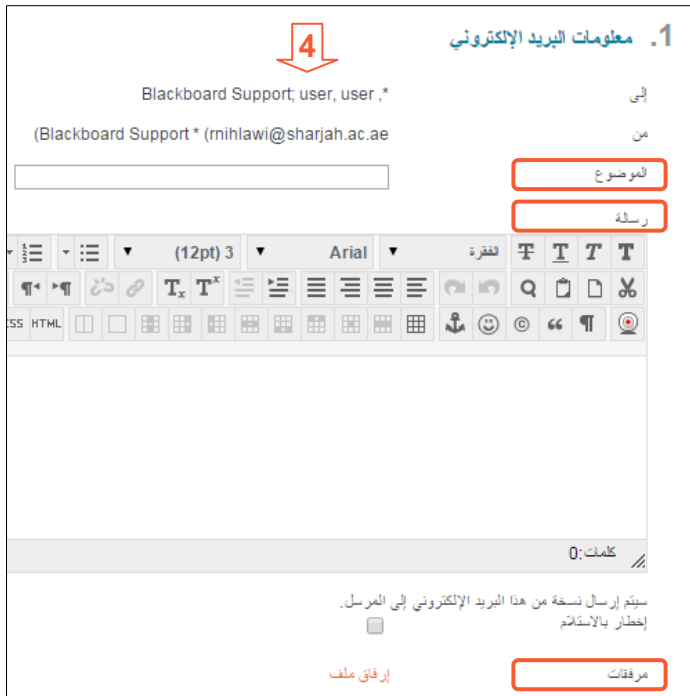 1. معلومات البريد الإلكتروني
4
إلى
Blackboard Support; user, user ,*
من
(Blackboard Support * (rnihlawi@sharjah.ac.ae
الموضوع
رسالة
T T T T الفقرة Arial 3 (12pt)
HTML
كلمات:0
سيتم إرسال نسخة من هذا البريد الإلكتروني إلى المرسل.
إخطار بالاستلام
مرفقات إرفاق ملف